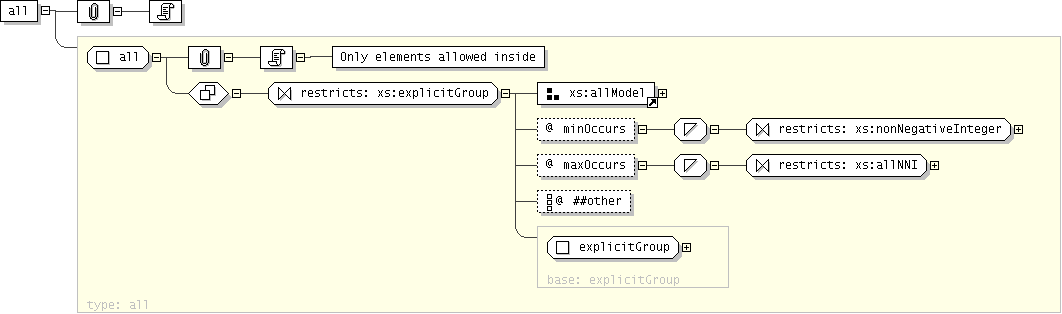 all
all
Only elements allowed inside
restricts: xs:explicitGroup
xs:allModel
@ minOccurs
restricts: xs:nonNegativeInteger
@ maxOccurs
restricts: xs:allNNI
@ ##other
explicitGroup
base: explicitGroup
type: all